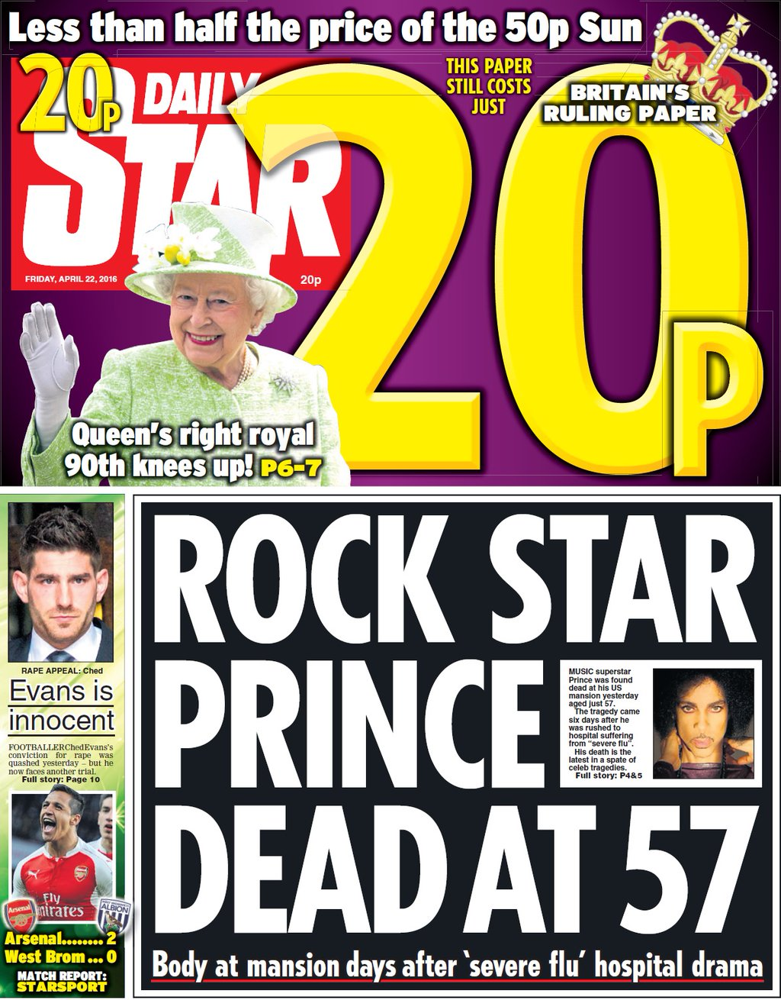 Less than half the price of the 50p Sun
20p
DAILY
STAR
FRIDAY, APRIL 22, 2016
20p
THIS PAPER
STILL COSTS
JUST
20P
BRITAIN'S
RULING PAPER
Queen's right royal
90th knees up! P6-7
RAPE APPEAL: Ched
Evans is
innocent
FOOTBALLER Ched Evans's
conviction for rape was
quashed yesterday – but he
now faces another trial.
Full story: Page 10
Arsenal
Fly
Emirates
WEST BROMWICH
ALBION
Arsenal........ 2
West Brom ... 0
MATCH REPORT:
STARSPORT
ROCK STAR
PRINCE
MUSIC superstar
Prince was found
dead at his US
mansion yesterday
aged just 57.
The tragedy came
six days after he
was rushed to
hospital suffering
from "severe flu".
His death is the
latest in a spate of
celeb tragedies.
Full story: P4&5
DEAD AT 57
Body at mansion days after 'severe flu' hospital drama